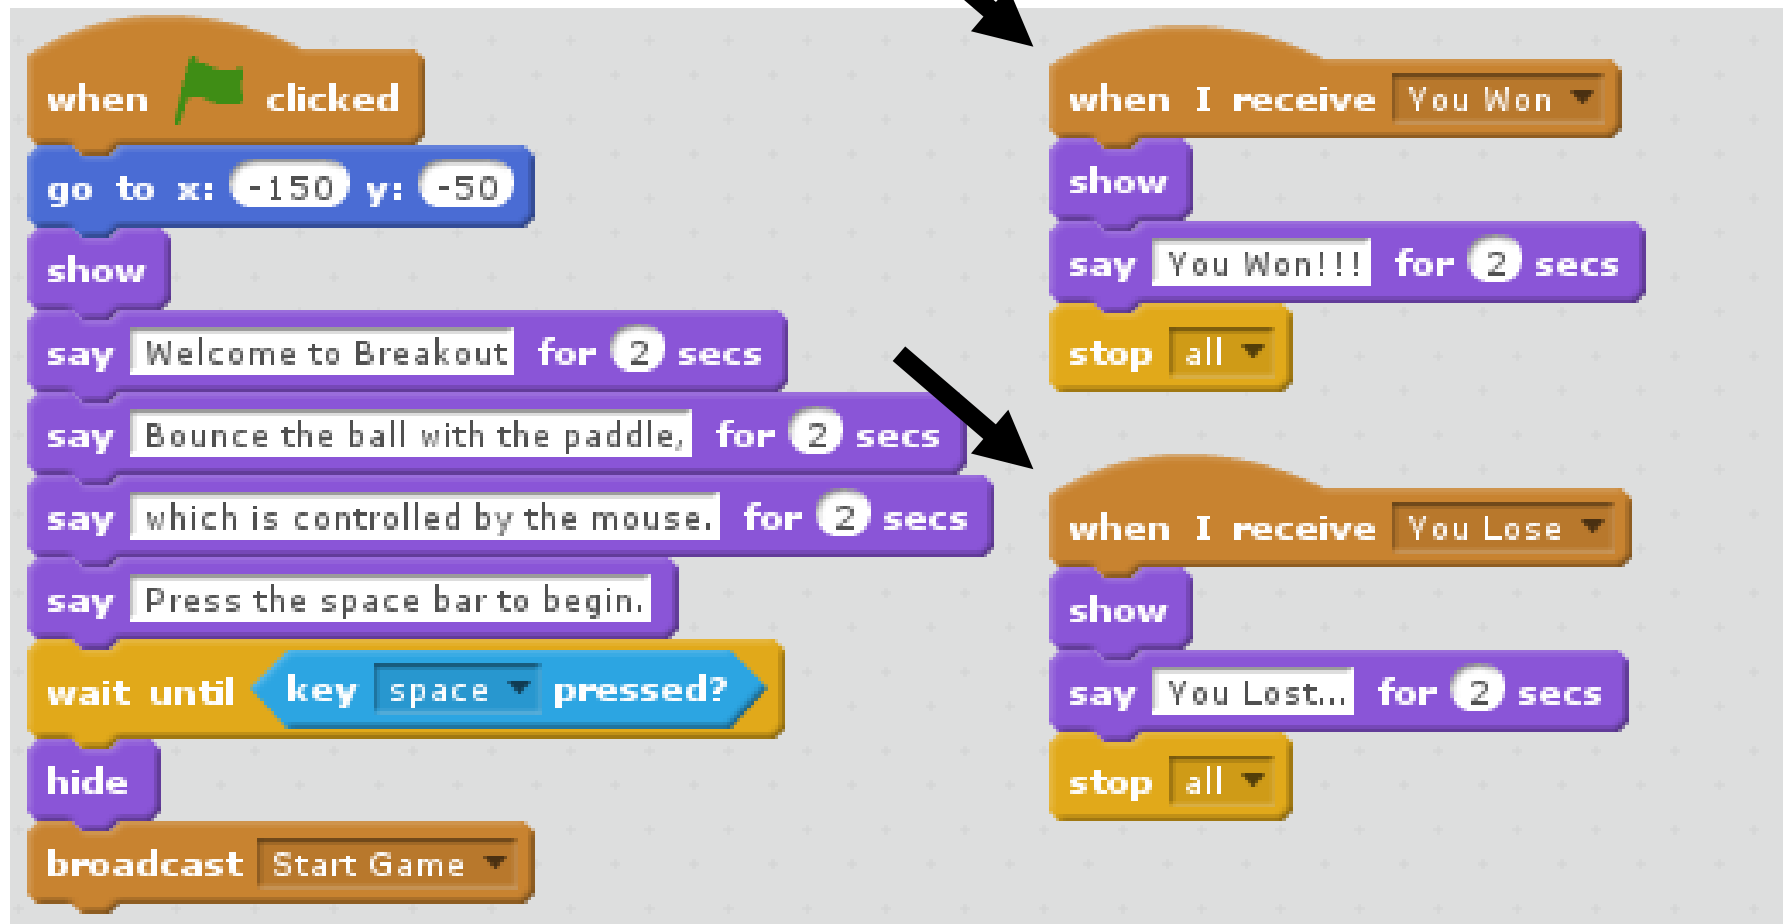 when clicked
go to x: -150 y: -50
show
say Welcome to Breakout for 2 secs
say Bounce the ball with the paddle, for 2 secs
say which is controlled by the mouse. for 2 secs
say Press the space bar to begin.
wait until key space pressed?
hide
broadcast Start Game
when I receive You Won
show
say You Won!!! for 2 secs
stop all
when I receive You Lose
show
say You Lost... for 2 secs
stop all